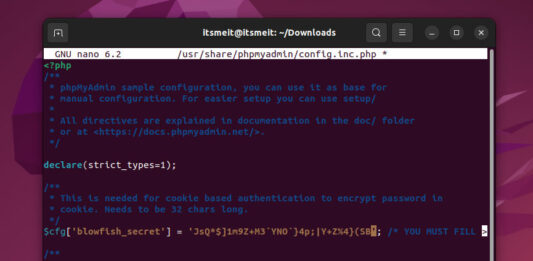 itsmeit@itsmeit: ~/Downloads
GNU nano 6.2 /usr/share/phpmyadmin/config.inc.php *
<?php
/**
* phpMyAdmin sample configuration, you can use it as base for
* manual configuration. For easier setup you can use setup/
*
* All directives are explained in documentation in the doc/ folder
* or at <https://docs.phpmyadmin.net/>.
*/
declare(strict_types=1);
/**
* This is needed for cookie based authentication to encrypt password in
* cookie. Needs to be 32 chars long.
*/
$cfg['blowfish_secret'] = 'JsQ*$]1m9Z+M3`YNO`}4p;|Y+Z%4}(SB'; /* YOU MUST FILL >
/**